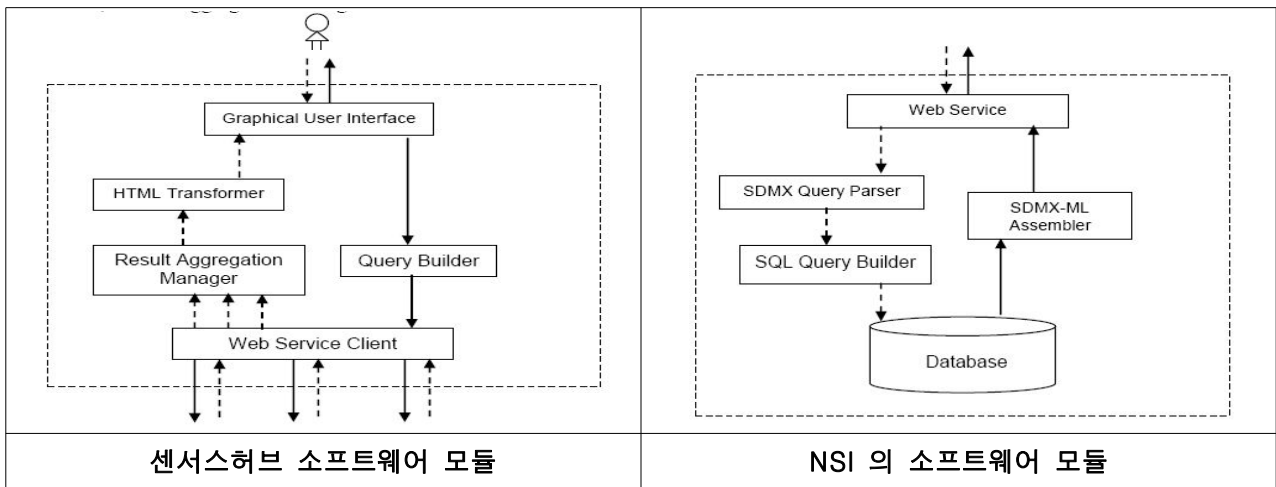 Graphical User Interface
HTML Transformer
Result Aggregation
Manager
Query Builder
Web Service Client
센서스허브 소프트웨어 모듈
Web Service
SDMX Query Parser
SDMX-ML
Assembler
SQL Query Builder
Database
NSI 의 소프트웨어 모듈